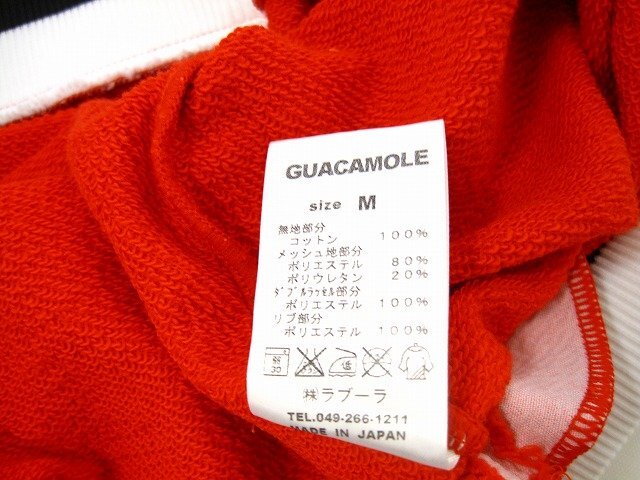 GUACAMOLE
size M
無地部分
コットン 100%
メッシュ地部分
ポリエステル 80%
ポリウレタン 20%
ダブルラッセル部分
ポリエステル 100%
リブ部分
ポリエステル 100%
30
㈱ラブーラ
TEL.049-266-1211
MADE IN JAPAN